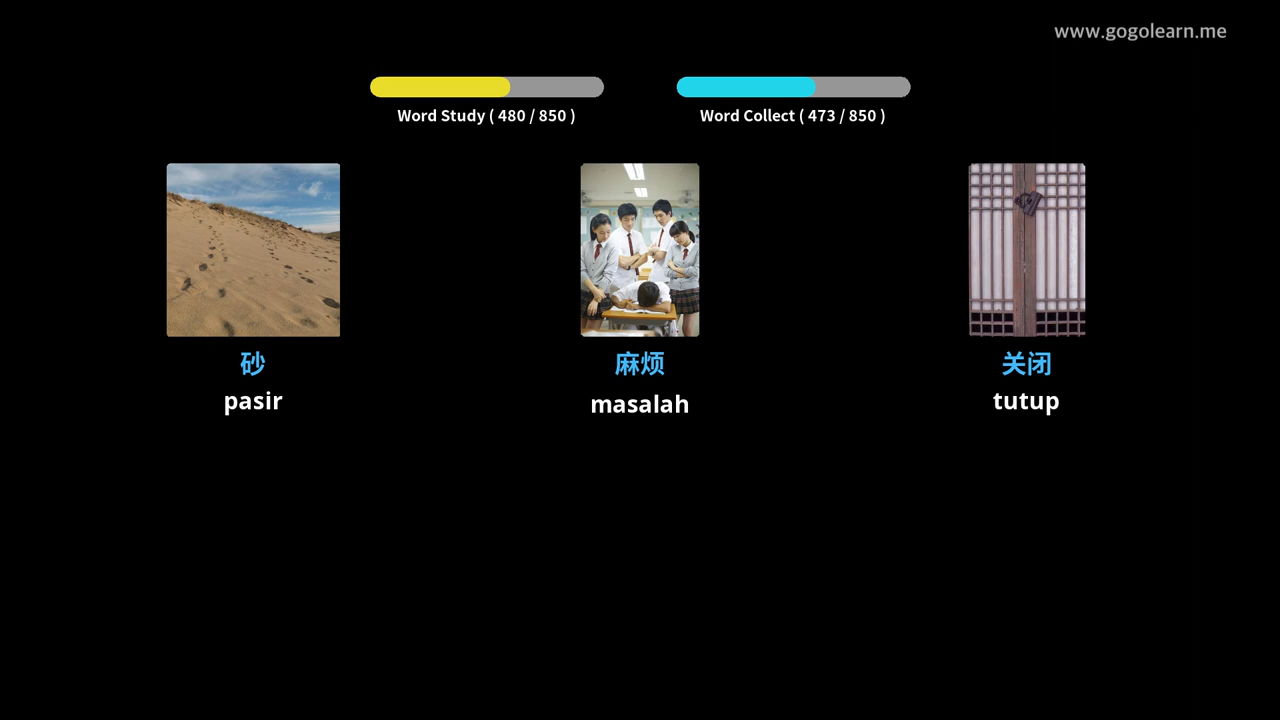 www.gogolearn.me
Word Study ( 480 / 850 )
Word Collect ( 473 / 850 )
砂
麻烦
关闭
pasir
masalah
tutup